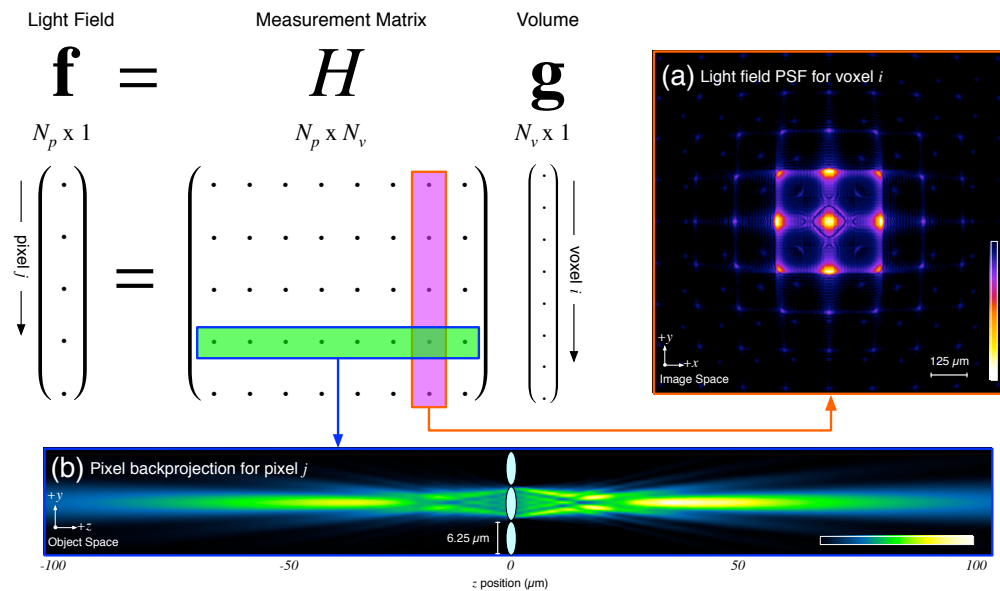 Light Field
Measurement Matrix
Volume
f = H g
N_p x 1
N_p x N_v
N_v x 1
pixel j
=
voxel i
(a) Light field PSF for voxel i
+y
+x
Image Space
125 µm
(b) Pixel backprojection for pixel j
+y
+z
Object Space
6.25 µm
-100
-50
0
50
100
z position (µm)